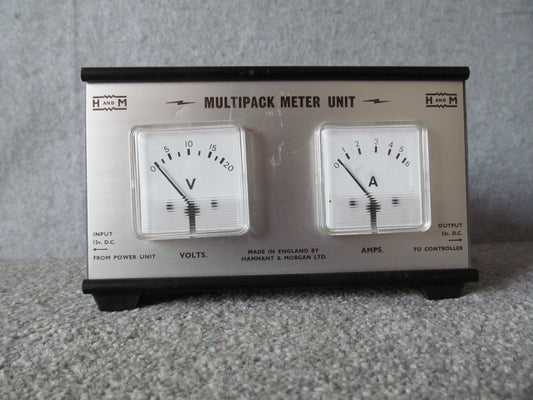 H AND M
MULTIPACK METER UNIT
H AND M
0 5 10 15 20
V
0 1 2 3 4 5 6
A
INPUT
12v. D.C.
FROM POWER UNIT
VOLTS.
MADE IN ENGLAND BY
HAMMANT & MORGAN LTD.
AMPS.
OUTPUT
12v. D.C.
TO CONTROLLER